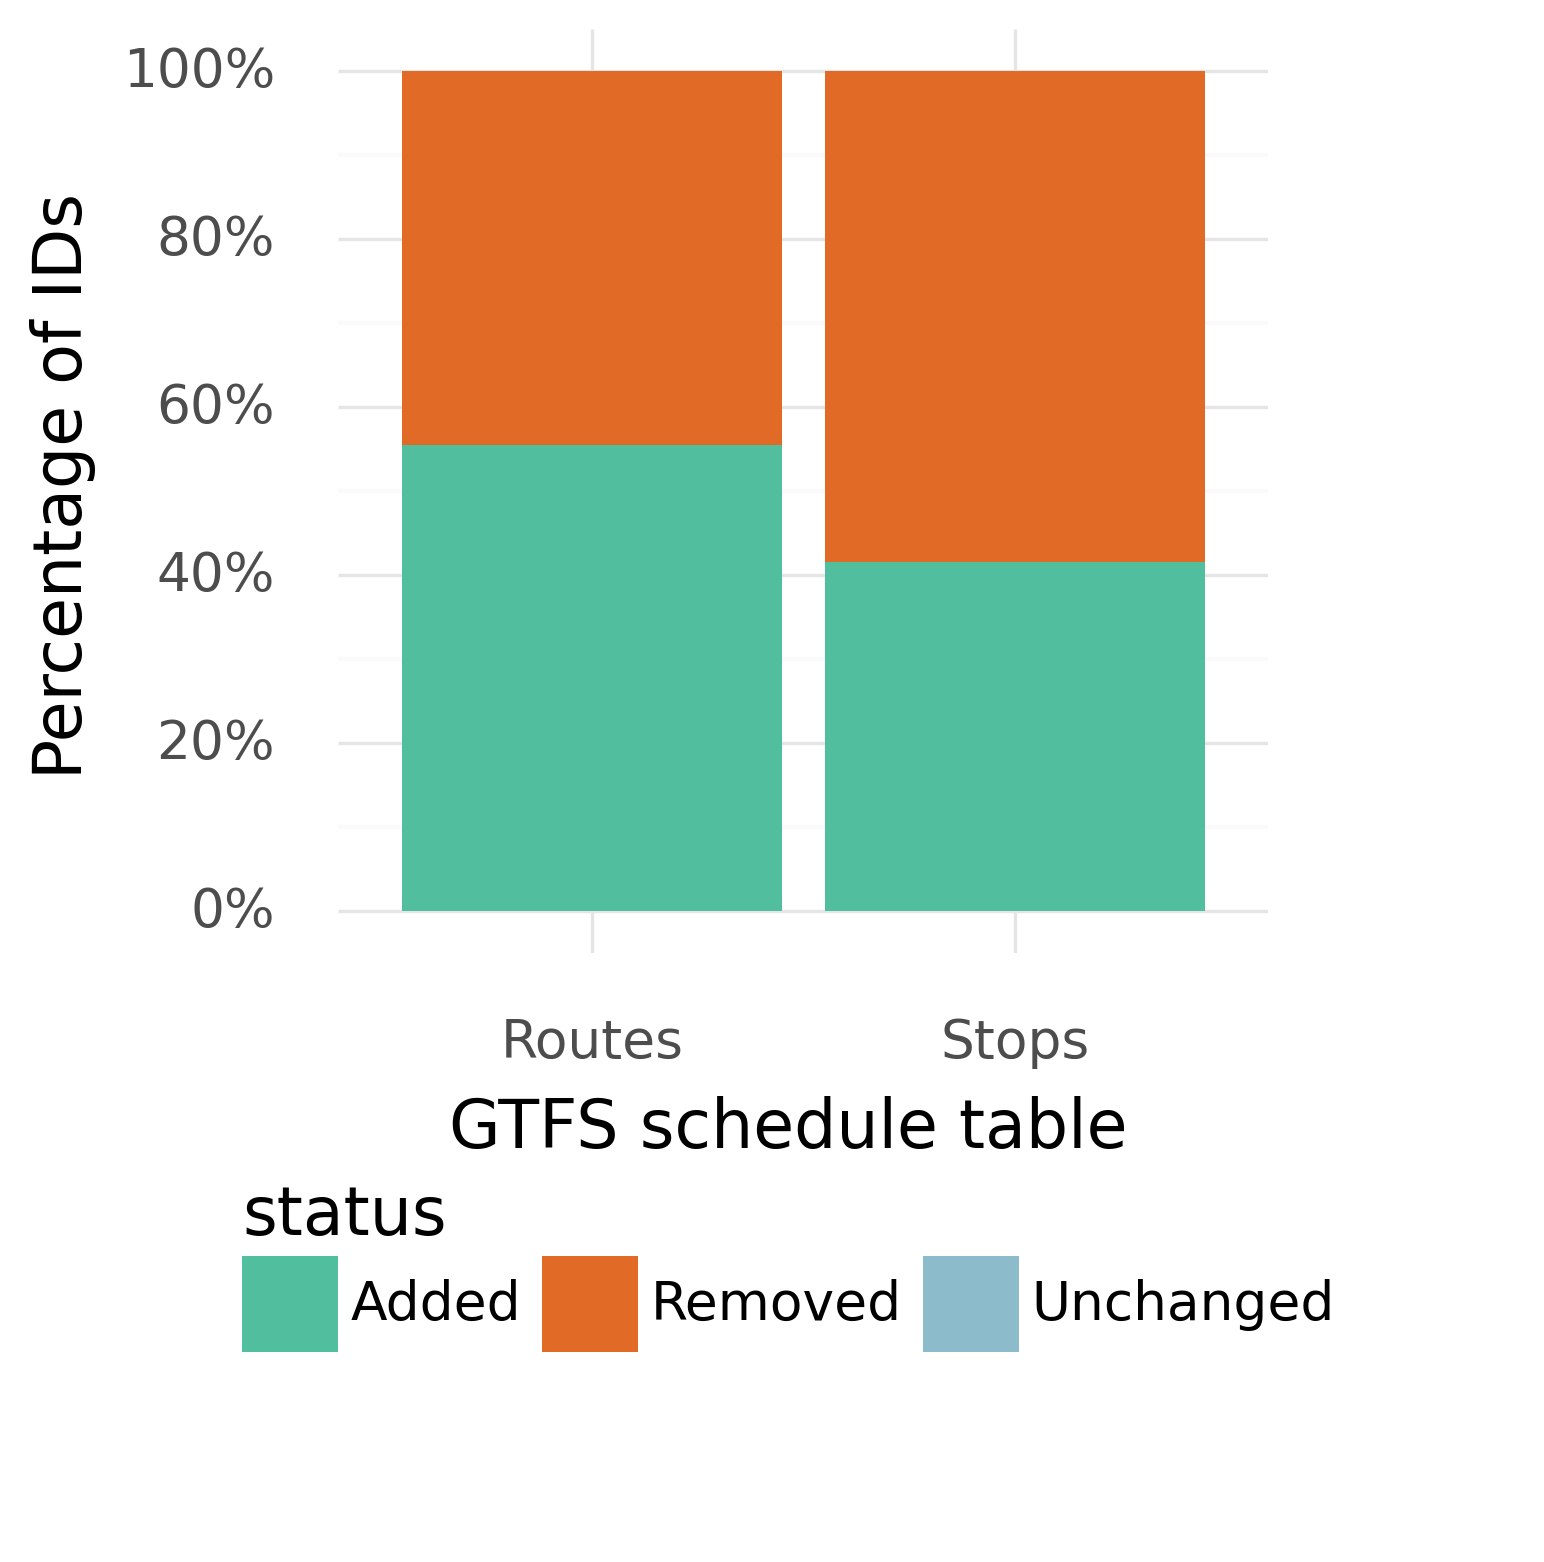 100%
80%
60%
40%
20%
0%
Percentage of IDs
Routes
Stops
GTFS schedule table
status
Added
Removed
Unchanged